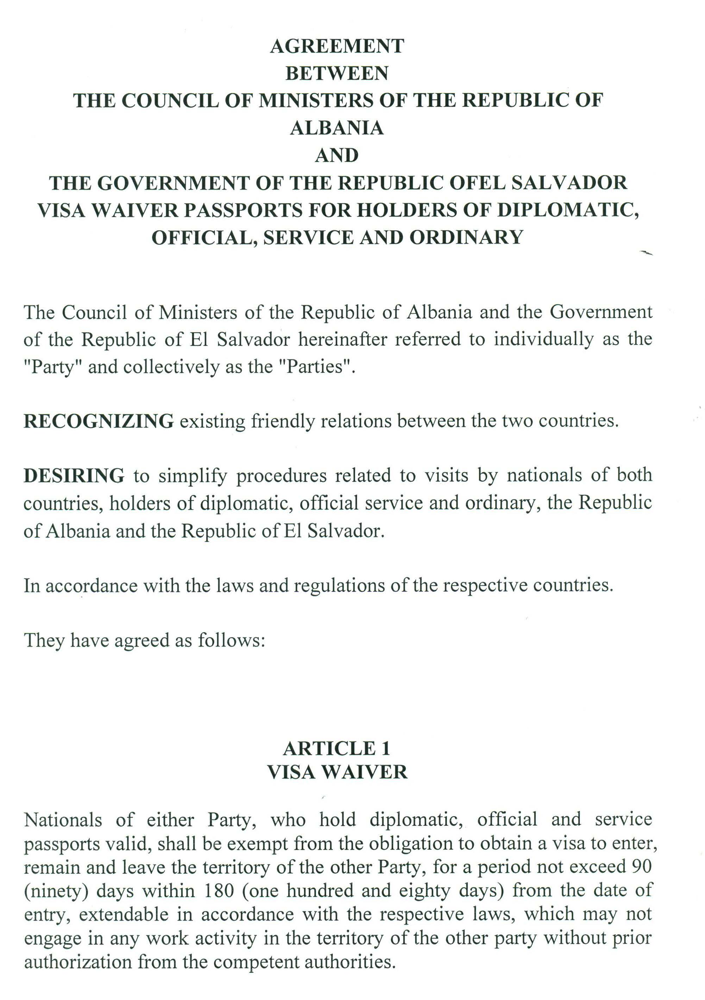 AGREEMENT
BETWEEN
THE COUNCIL OF MINISTERS OF THE REPUBLIC OF
ALBANIA
AND
THE GOVERNMENT OF THE REPUBLIC OFEL SALVADOR
VISA WAIVER PASSPORTS FOR HOLDERS OF DIPLOMATIC,
OFFICIAL, SERVICE AND ORDINARY
The Council of Ministers of the Republic of Albania and the Government
of the Republic of El Salvador hereinafter referred to individually as the
"Party" and collectively as the "Parties".
RECOGNIZING existing friendly relations between the two countries.
DESIRING to simplify procedures related to visits by nationals of both
countries, holders of diplomatic, official service and ordinary, the Republic
of Albania and the Republic of El Salvador.
In accordance with the laws and regulations of the respective countries.
They have agreed as follows:
ARTICLE 1
VISA WAIVER
Nationals of either Party, who hold diplomatic, official and service
passports valid, shall be exempt from the obligation to obtain a visa to enter,
remain and leave the territory of the other Party, for a period not exceed 90
(ninety) days within 180 (one hundred and eighty days) from the date of
entry, extendable in accordance with the respective laws, which may not
engage in any work activity in the territory of the other party without prior
authorization from the competent authorities.